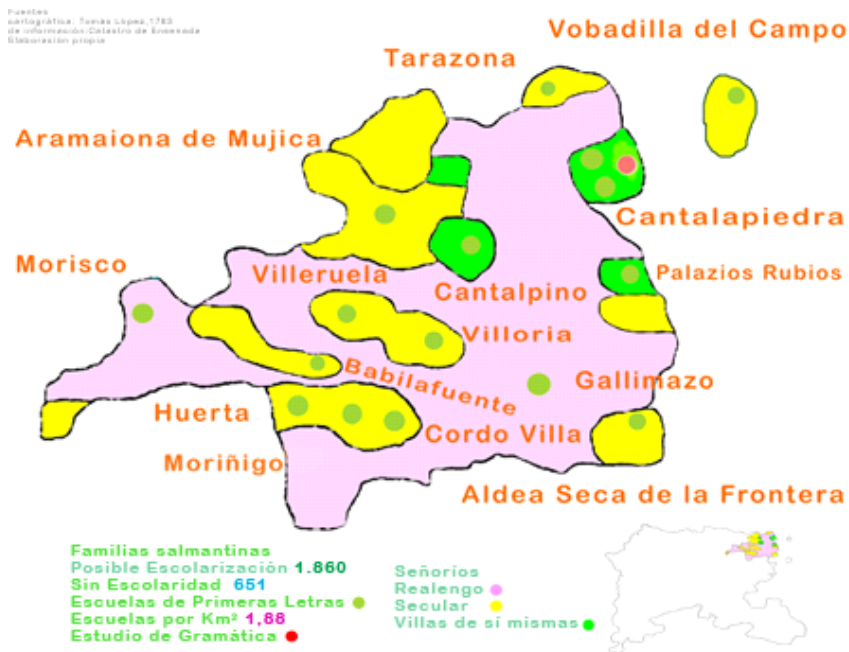 Fuentes
cartográfica: Tomás López,1783
de información:Catastro de Ensenada
Elaboración propia
Vobadilla del Campo
Tarazona
Aramaiona de Mujica
Cantalapiedra
Morisco
Villeruela
Palazios Rubios
Cantalpino
Villoria
Babilafuente
Gallimazo
Huerta
Cordo Villa
Moriñigo
Aldea Seca de la Frontera
Familias salmantinas
Posible Escolarización 1.860
Sin Escolaridad 651
Escuelas de Primeras Letras
Escuelas por Km² 1,88
Estudio de Gramática
Señoríos
Realengo
Secular
Villas de sí mismas